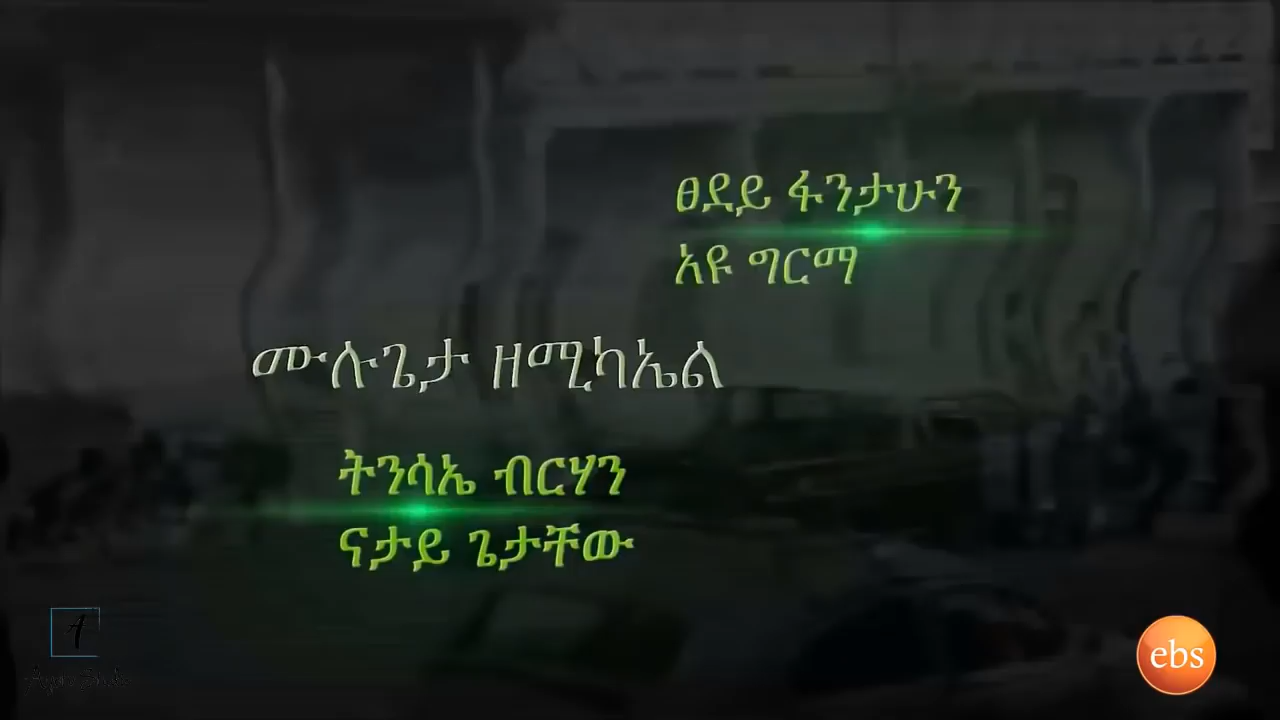 ፀደይ ፋንታሁን
አዩ ግርማ
ሙሉጌታ ዘሚካኤል
ትንሳኤ ብርሃን
ናታይ ጌታቸው
A
ebs